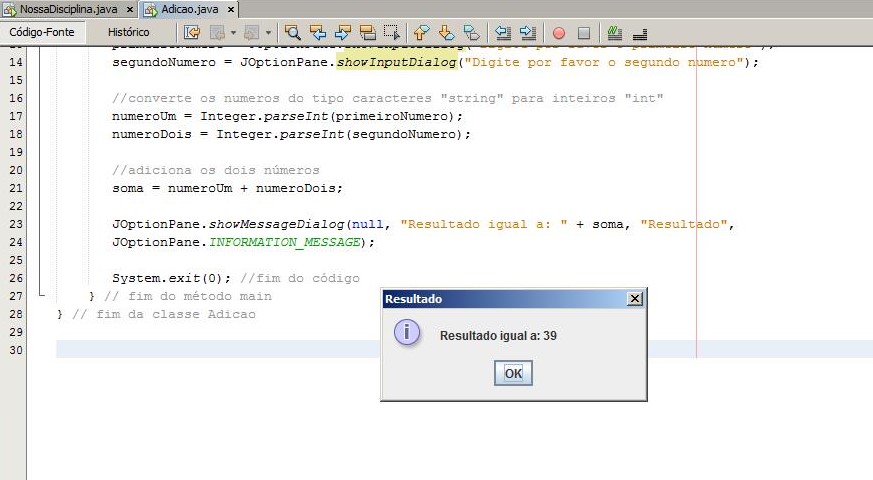 NossaDisciplina.java x Adicao.java x
Código-Fonte Histórico
14 segundoNumero = JOptionPane.showInputDialog("Digite por favor o segundo numero");
15
16 //converte os numeros do tipo caracteres "string" para inteiros "int"
17 numeroUm = Integer.parseInt(primeiroNumero);
18 numeroDois = Integer.parseInt(segundoNumero);
19
20 //adiciona os dois números
21 soma = numeroUm + numeroDois;
22
23 JOptionPane.showMessageDialog(null, "Resultado igual a: " + soma, "Resultado",
24 JOptionPane.INFORMATION_MESSAGE);
25
26 System.exit(0); //fim do código
27 } // fim do método main
28 } // fim da classe Adicao
29
30
Resultado
Resultado igual a: 39
OK